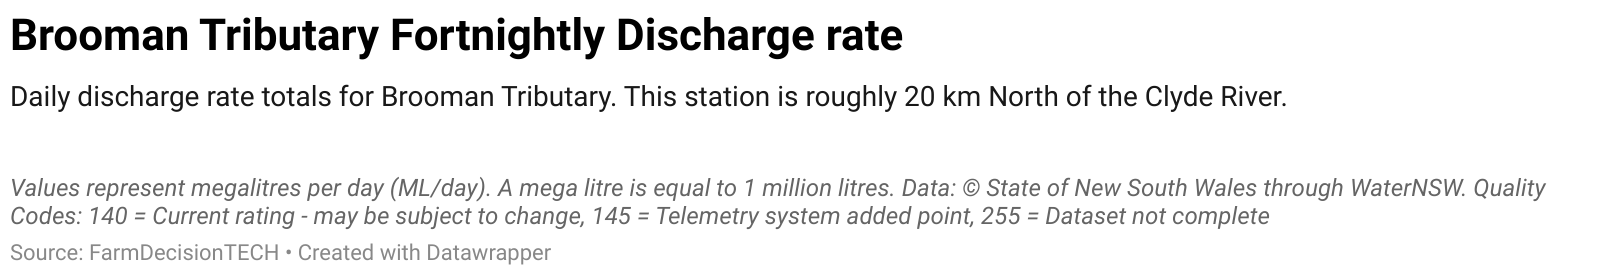 Brooman Tributary Fortnightly Discharge rate
Daily discharge rate totals for Brooman Tributary. This station is roughly 20 km North of the Clyde River.
Values represent megalitres per day (ML/day). A mega litre is equal to 1 million litres. Data: © State of New South Wales through WaterNSW. Quality
Codes: 140 = Current rating - may be subject to change, 145 = Telemetry system added point, 255 = Dataset not complete
Source: FarmDecisionTECH • Created with Datawrapper